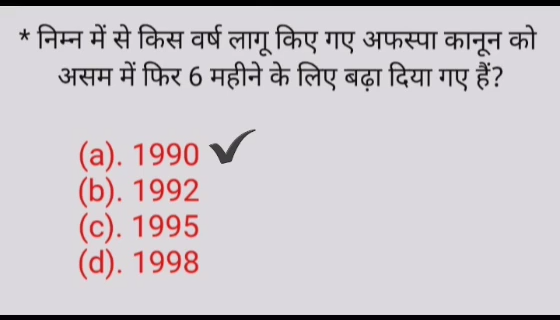 * निम्न में से किस वर्ष लागू किए गए अफस्पा कानून को
असम में फिर 6 महीने के लिए बढ़ा दिया गए हैं?
(a). 1990 ✔
(b). 1992
(c). 1995
(d). 1998